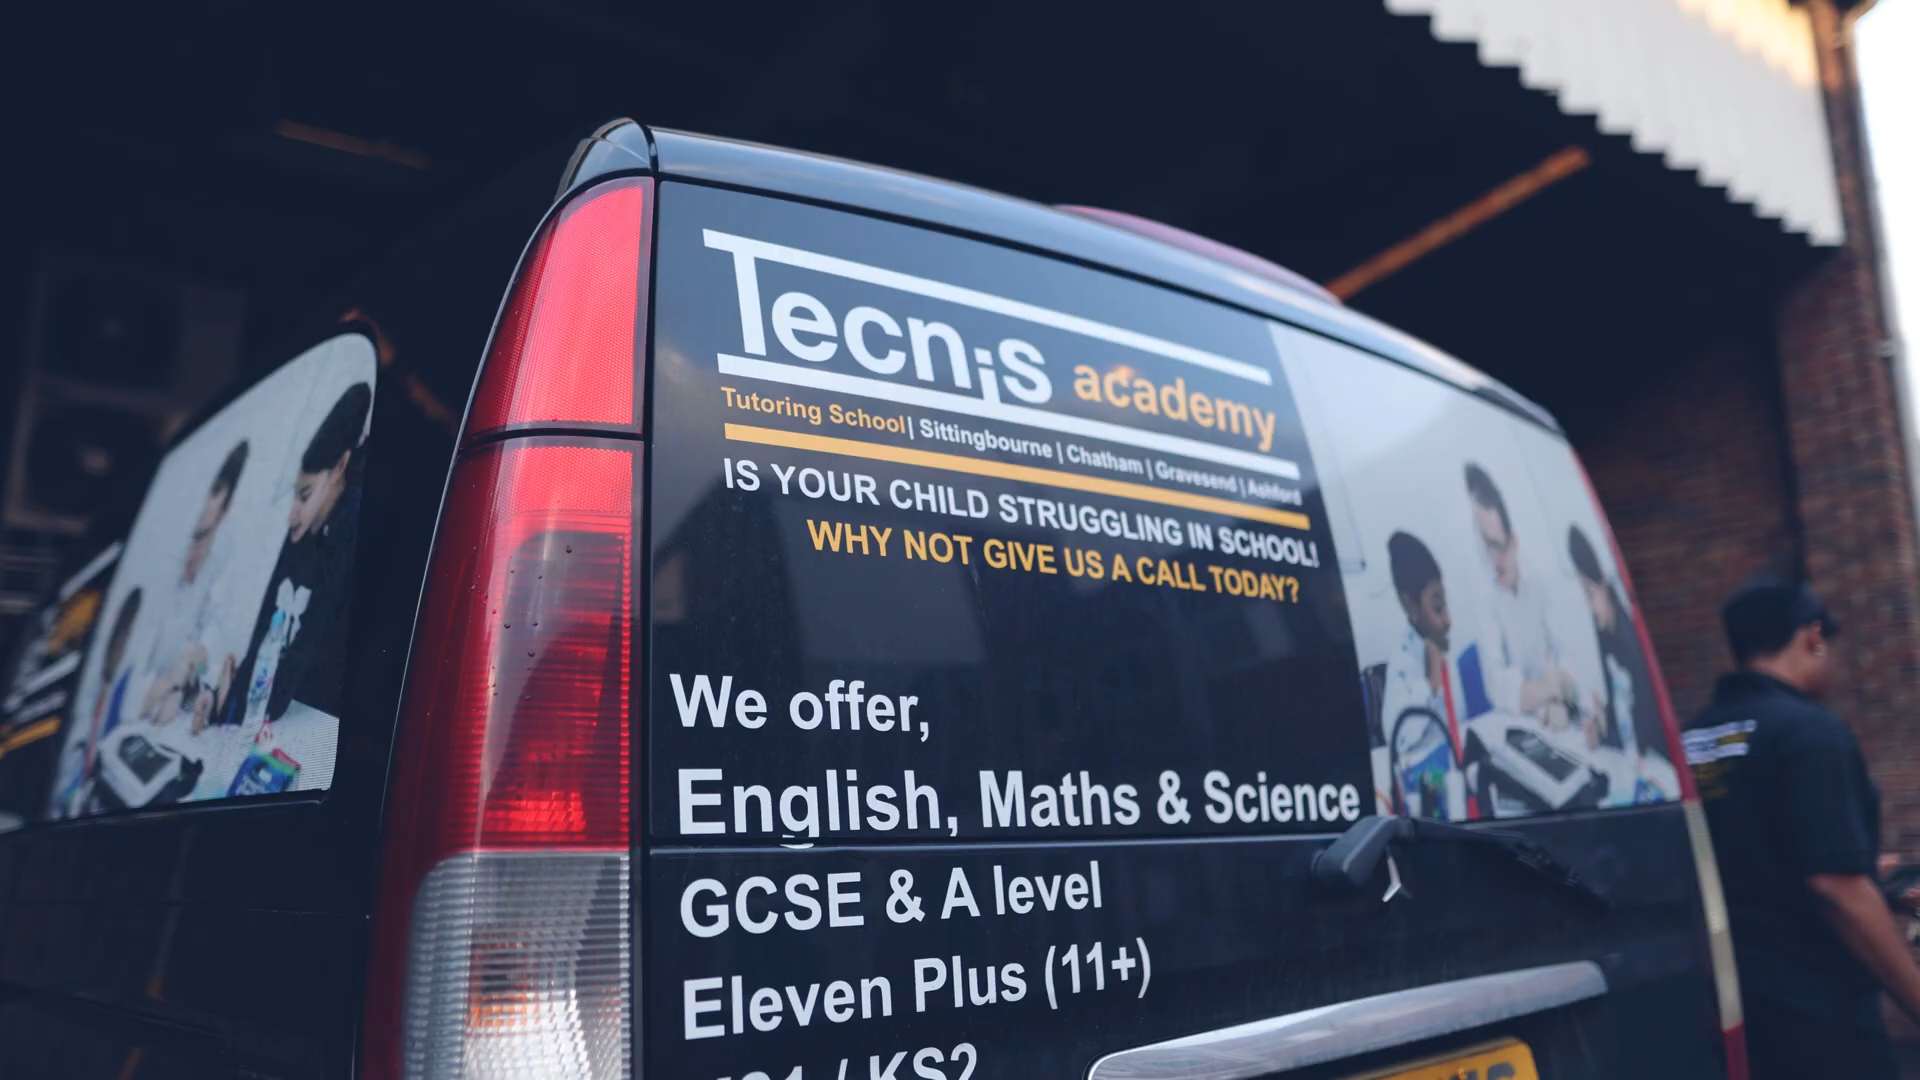 Tecnis academy
Tutoring School| Sittingbourne | Chatham | Gravesend | Ashford
IS YOUR CHILD STRUGGLING IN SCHOOL!
WHY NOT GIVE US A CALL TODAY?
We offer,
English, Maths & Science
GCSE & A level
Eleven Plus (11+)
/ KS2